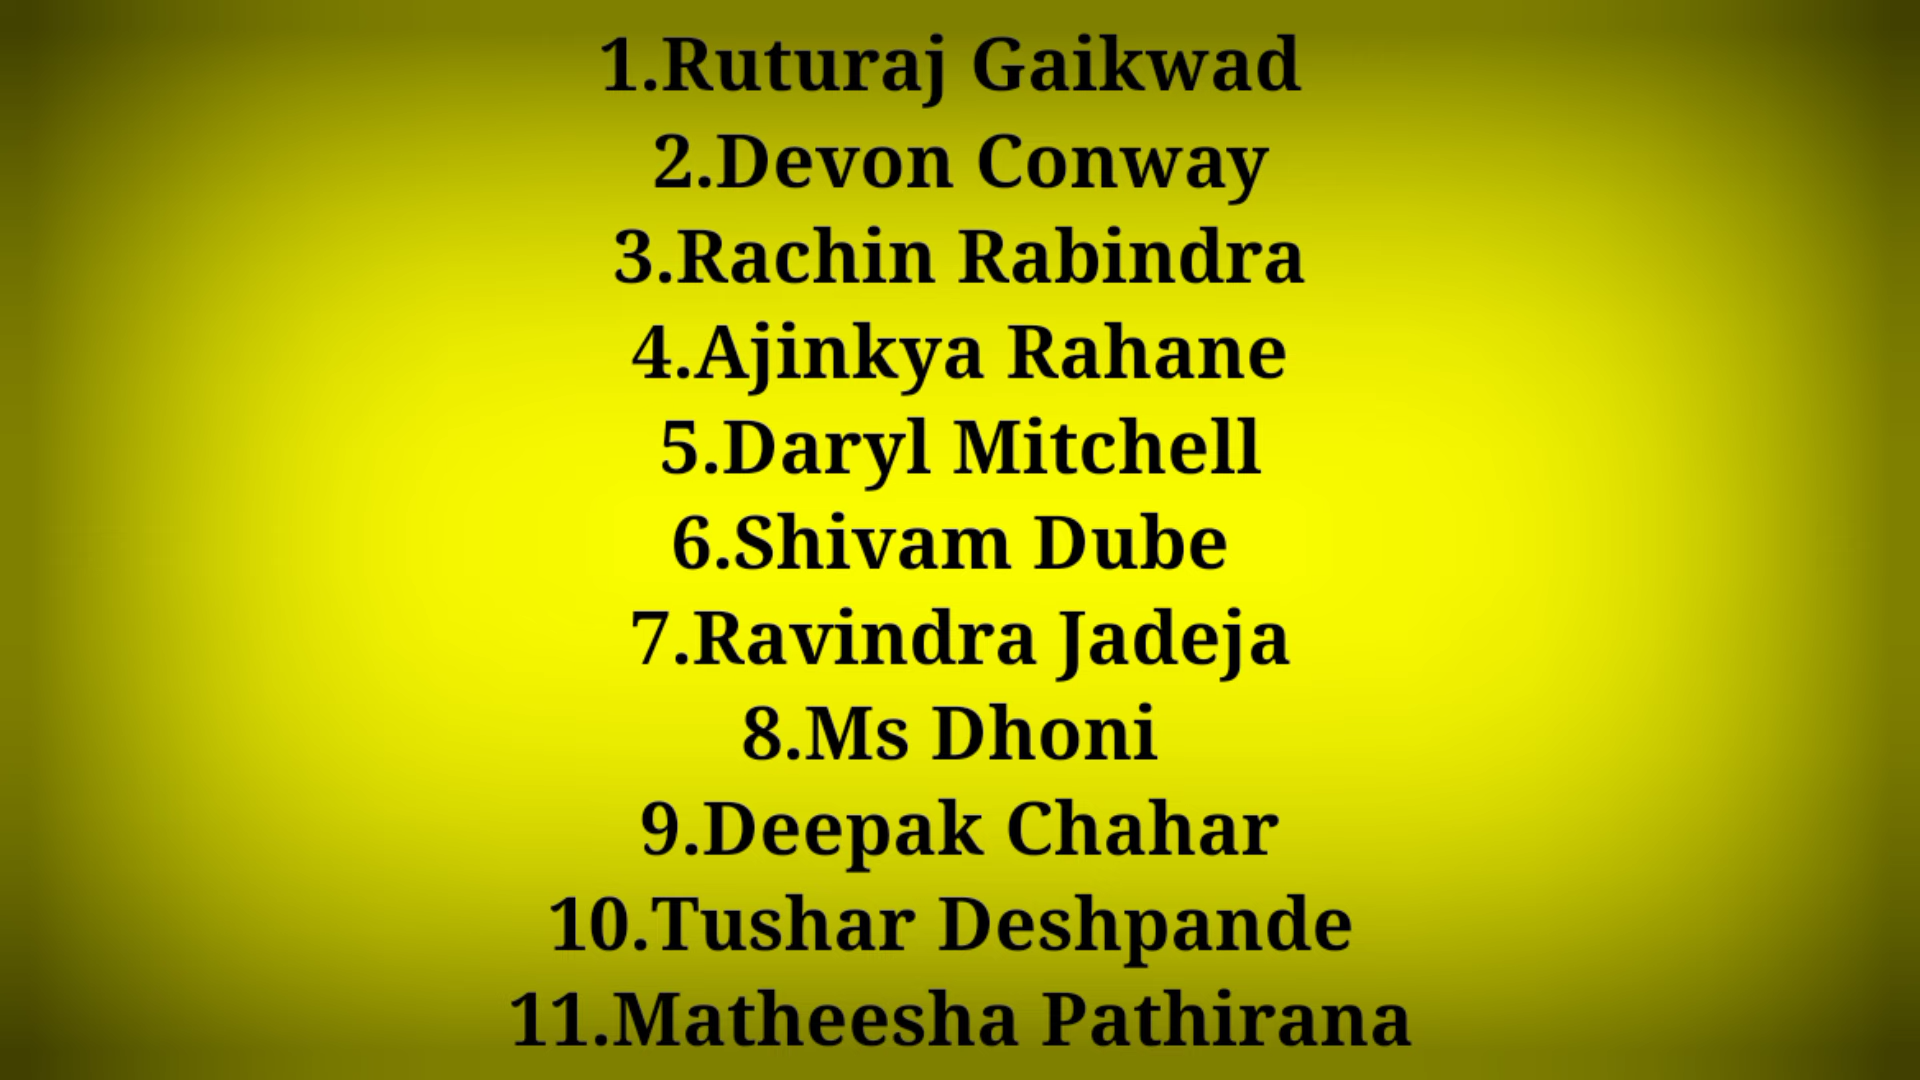 1.Ruturaj Gaikwad
2.Devon Conway
3.Rachin Rabindra
4.Ajinkya Rahane
5.Daryl Mitchell
6.Shivam Dube
7.Ravindra Jadeja
8.Ms Dhoni
9.Deepak Chahar
10.Tushar Deshpande
11.Matheesha Pathirana